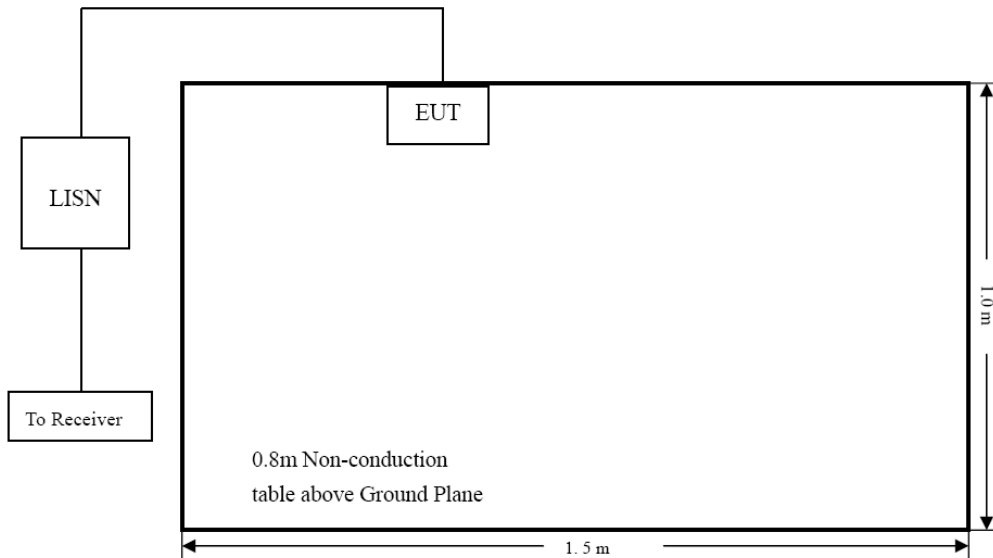 EUT
LISN
1.0 m
To Receiver
0.8m Non-conduction
table above Ground Plane
1. 5 m